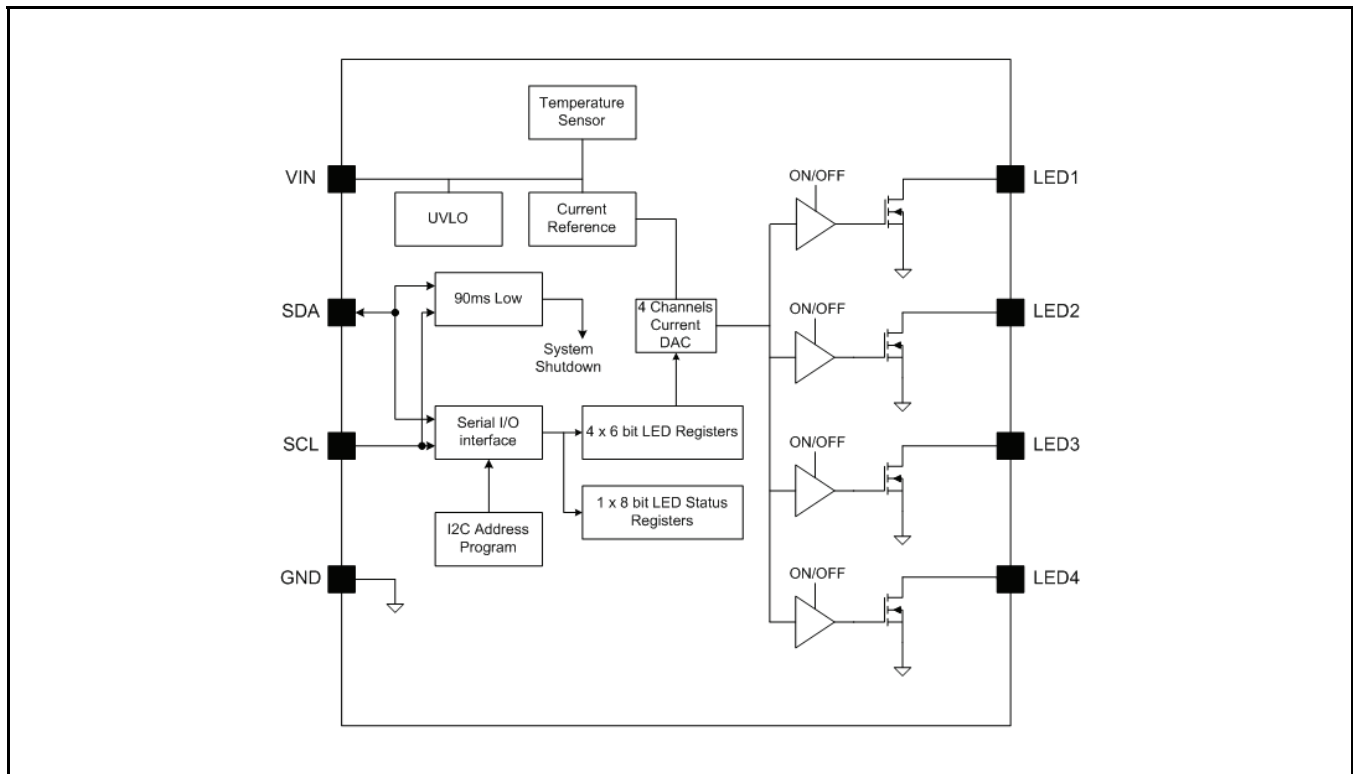 Temperature
Sensor
VIN
UVLO
Current
Reference
ON/OFF
LED1
SDA
90ms Low
System
Shutdown
4 Channels
Current
DAC
ON/OFF
LED2
SCL
Serial I/O
interface
4 x 6 bit LED Registers
ON/OFF
LED3
1 x 8 bit LED Status
Registers
I2C Address
Program
GND
ON/OFF
LED4